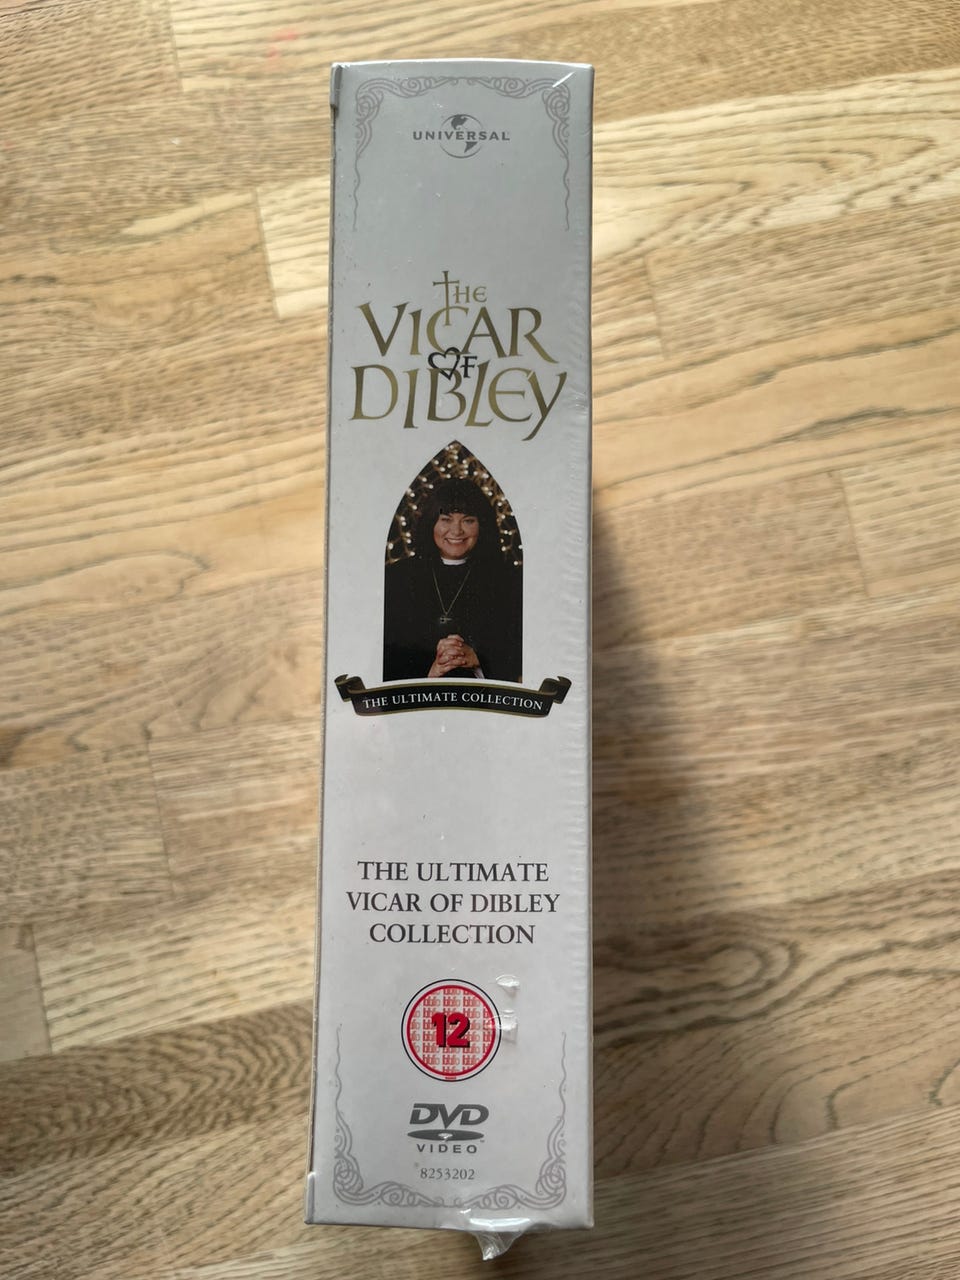 UNIVERSAL
THE
VICAR
OF
DIBLEY
THE ULTIMATE COLLECTION
THE ULTIMATE
VICAR OF DIBLEY
COLLECTION
12
DVD
VIDEO
8253202